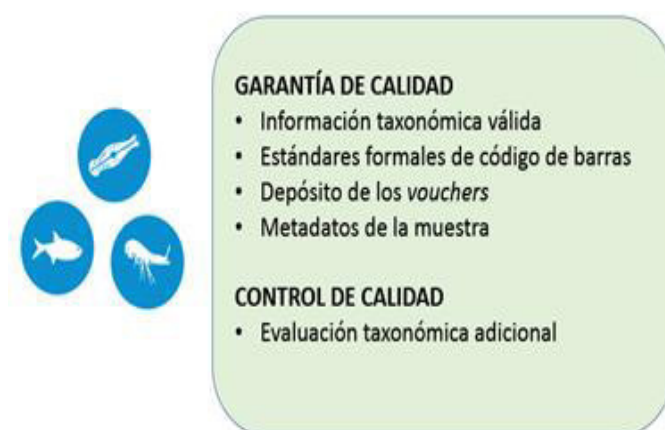 GARANTÍA DE CALIDAD
• Información taxonómica válida
• Estándares formales de código de barras
• Depósito de los vouchers
• Metadatos de la muestra
CONTROL DE CALIDAD
• Evaluación taxonómica adicional